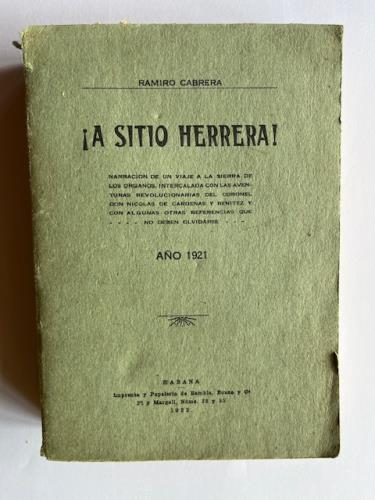 RAMIRO CABRERA
¡A SITIO HERRERA!
NARRACION DE UN VIAJE A LA SIERRA DE
LOS ORGANOS, INTERCALADA CON LAS AVEN-
TURAS REVOLUCIONARIAS DEL CORONEL
DON NICOLAS DE CARDENAS Y BENITEZ Y
CON ALGUNAS OTRAS REFERENCIAS QUE
- - - - NO DEBEN OLVIDARSE - - -
AÑO 1921
HABANA
Imprenta y Papelería de Rambla, Bouza y Cª
Pí y Margall, Núms. 33 y 35
1922.